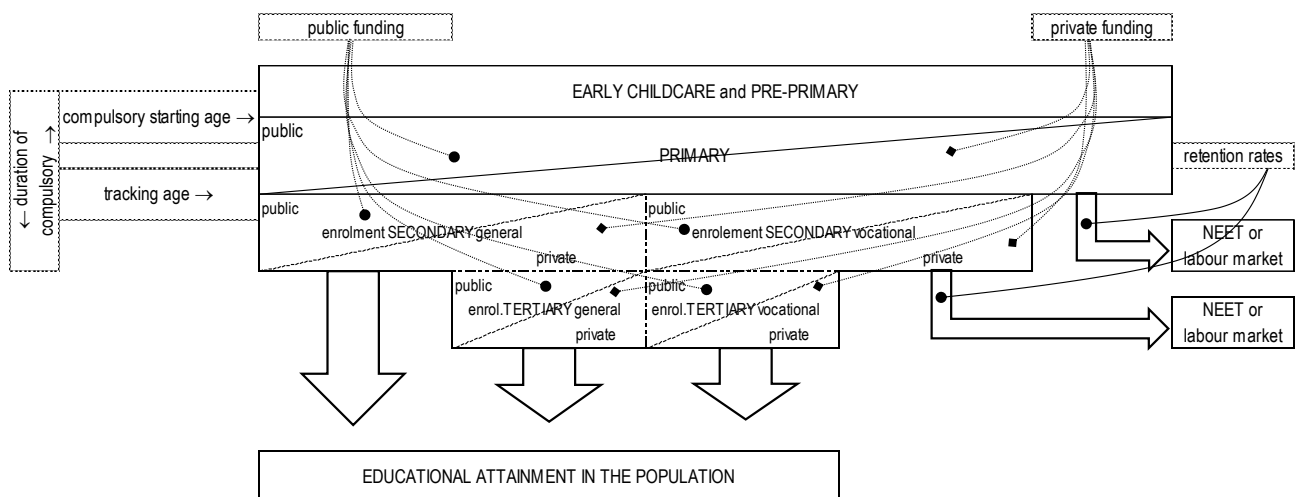 public funding
private funding
EARLY CHILDCARE and PRE-PRIMARY
← duration of
compulsory →
compulsory starting age →
public
PRIMARY
retention rates
tracking age →
public
public
enrolment SECONDARY general
enrolement SECONDARY vocational
private
private
NEET or
labour market
public
public
enrol.TERTIARY general
enrol.TERTIARY vocational
private
private
NEET or
labour market
EDUCATIONAL ATTAINMENT IN THE POPULATION